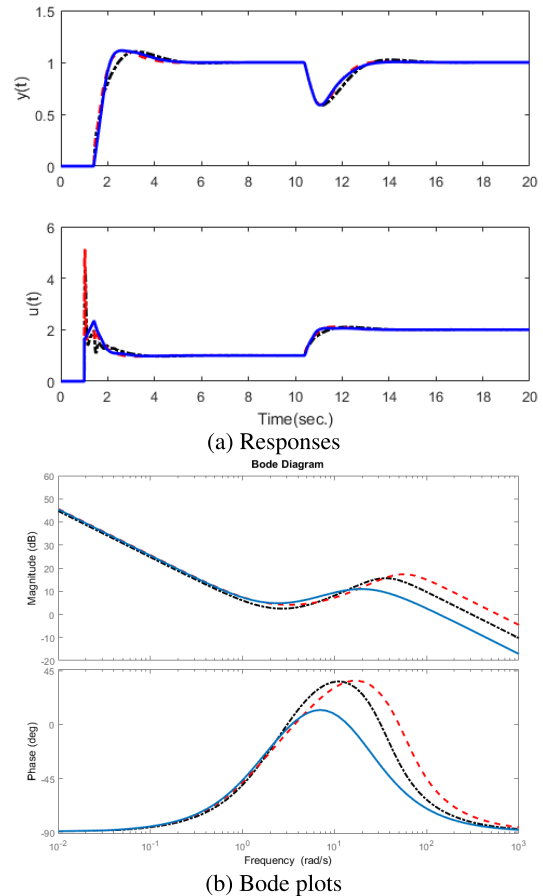 1.5
1
0.5
0
y(t)
0 2 4 6 8 10 12 14 16 18 20
6
4
2
0
u(t)
0 2 4 6 8 10 12 14 16 18 20
Time(sec.)
(a) Responses
Bode Diagram
60
50
40
30
20
10
0
-10
-20
Magnitude (dB)
45
0
-45
-90
Phase (deg)
10^-2 10^-1 10^0 10^1 10^2 10^3
Frequency (rad/s)
(b) Bode plots